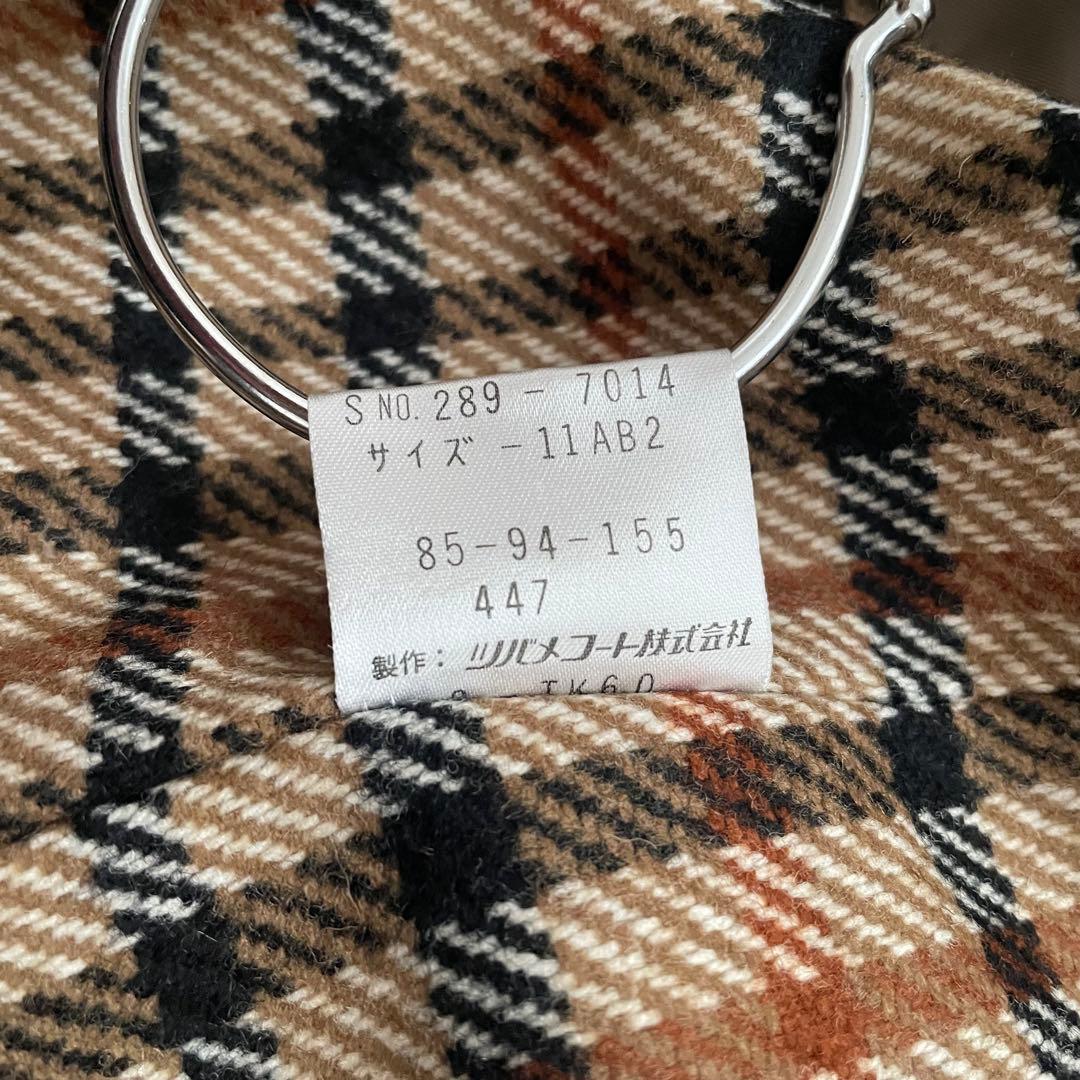 S NO. 289 - 7014
サイズ - 11AB2
85-94-155
447
製作: ツバメコート株式会社